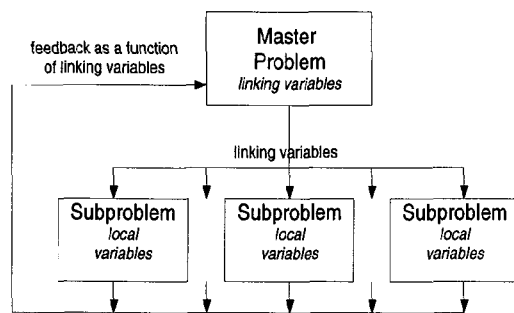 feedback as a function
of linking variables
Master
Problem
linking variables
linking variables
Subproblem
local
variables
Subproblem
local
variables
Subproblem
local
variables